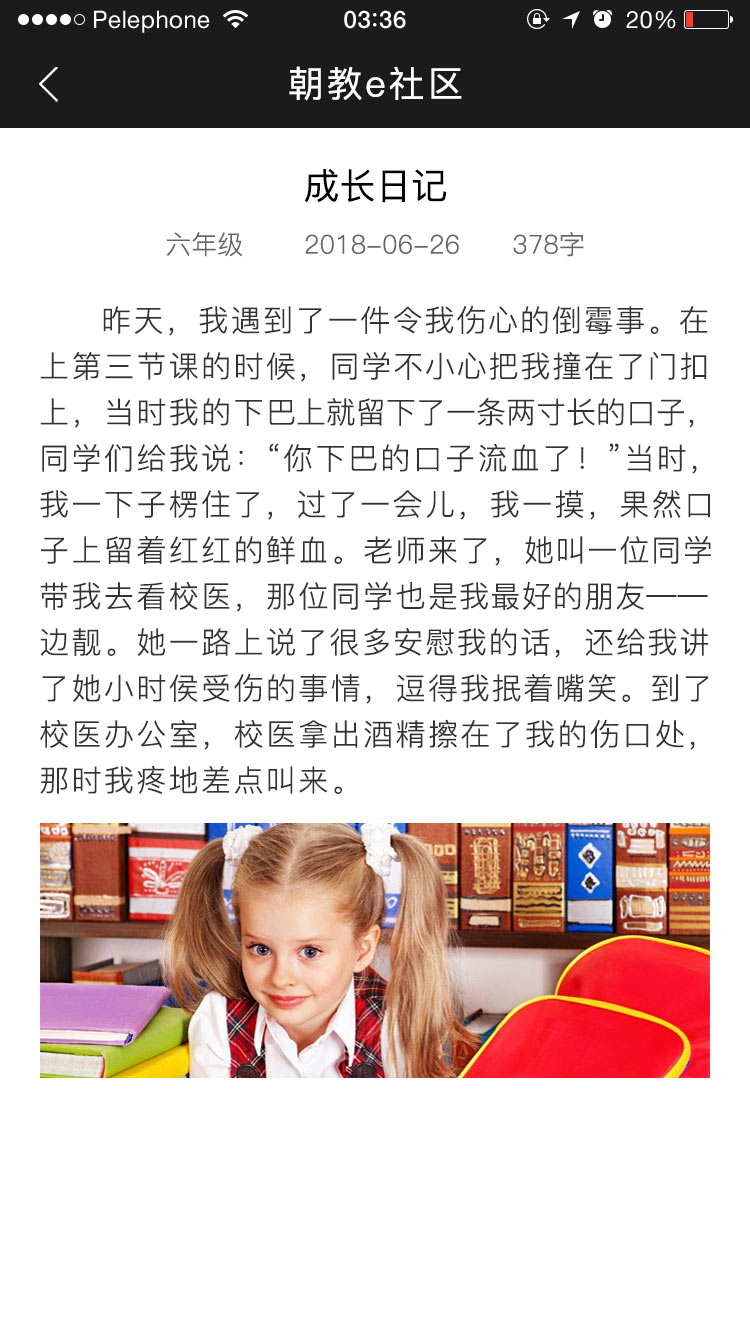 Pelephone 03:36 20%
朝教e社区
成长日记
六年级 2018-06-26 378字
昨天，我遇到了一件令我伤心的倒霉事。在
上第三节课的时候，同学不小心把我撞在了门扣
上，当时我的下巴上就留下了一条两寸长的口子，
同学们给我说：“你下巴的口子流血了！”当时，
我一下子楞住了，过了一会儿，我一摸，果然口
子上留着红红的鲜血。老师来了，她叫一位同学
带我去看校医，那位同学也是我最好的朋友——
边靓。她一路上说了很多安慰我的话，还给我讲
了她小时侯受伤的事情，逗得我抿着嘴笑。到了
校医办公室，校医拿出酒精擦在了我的伤口处，
那时我疼地差点叫来。